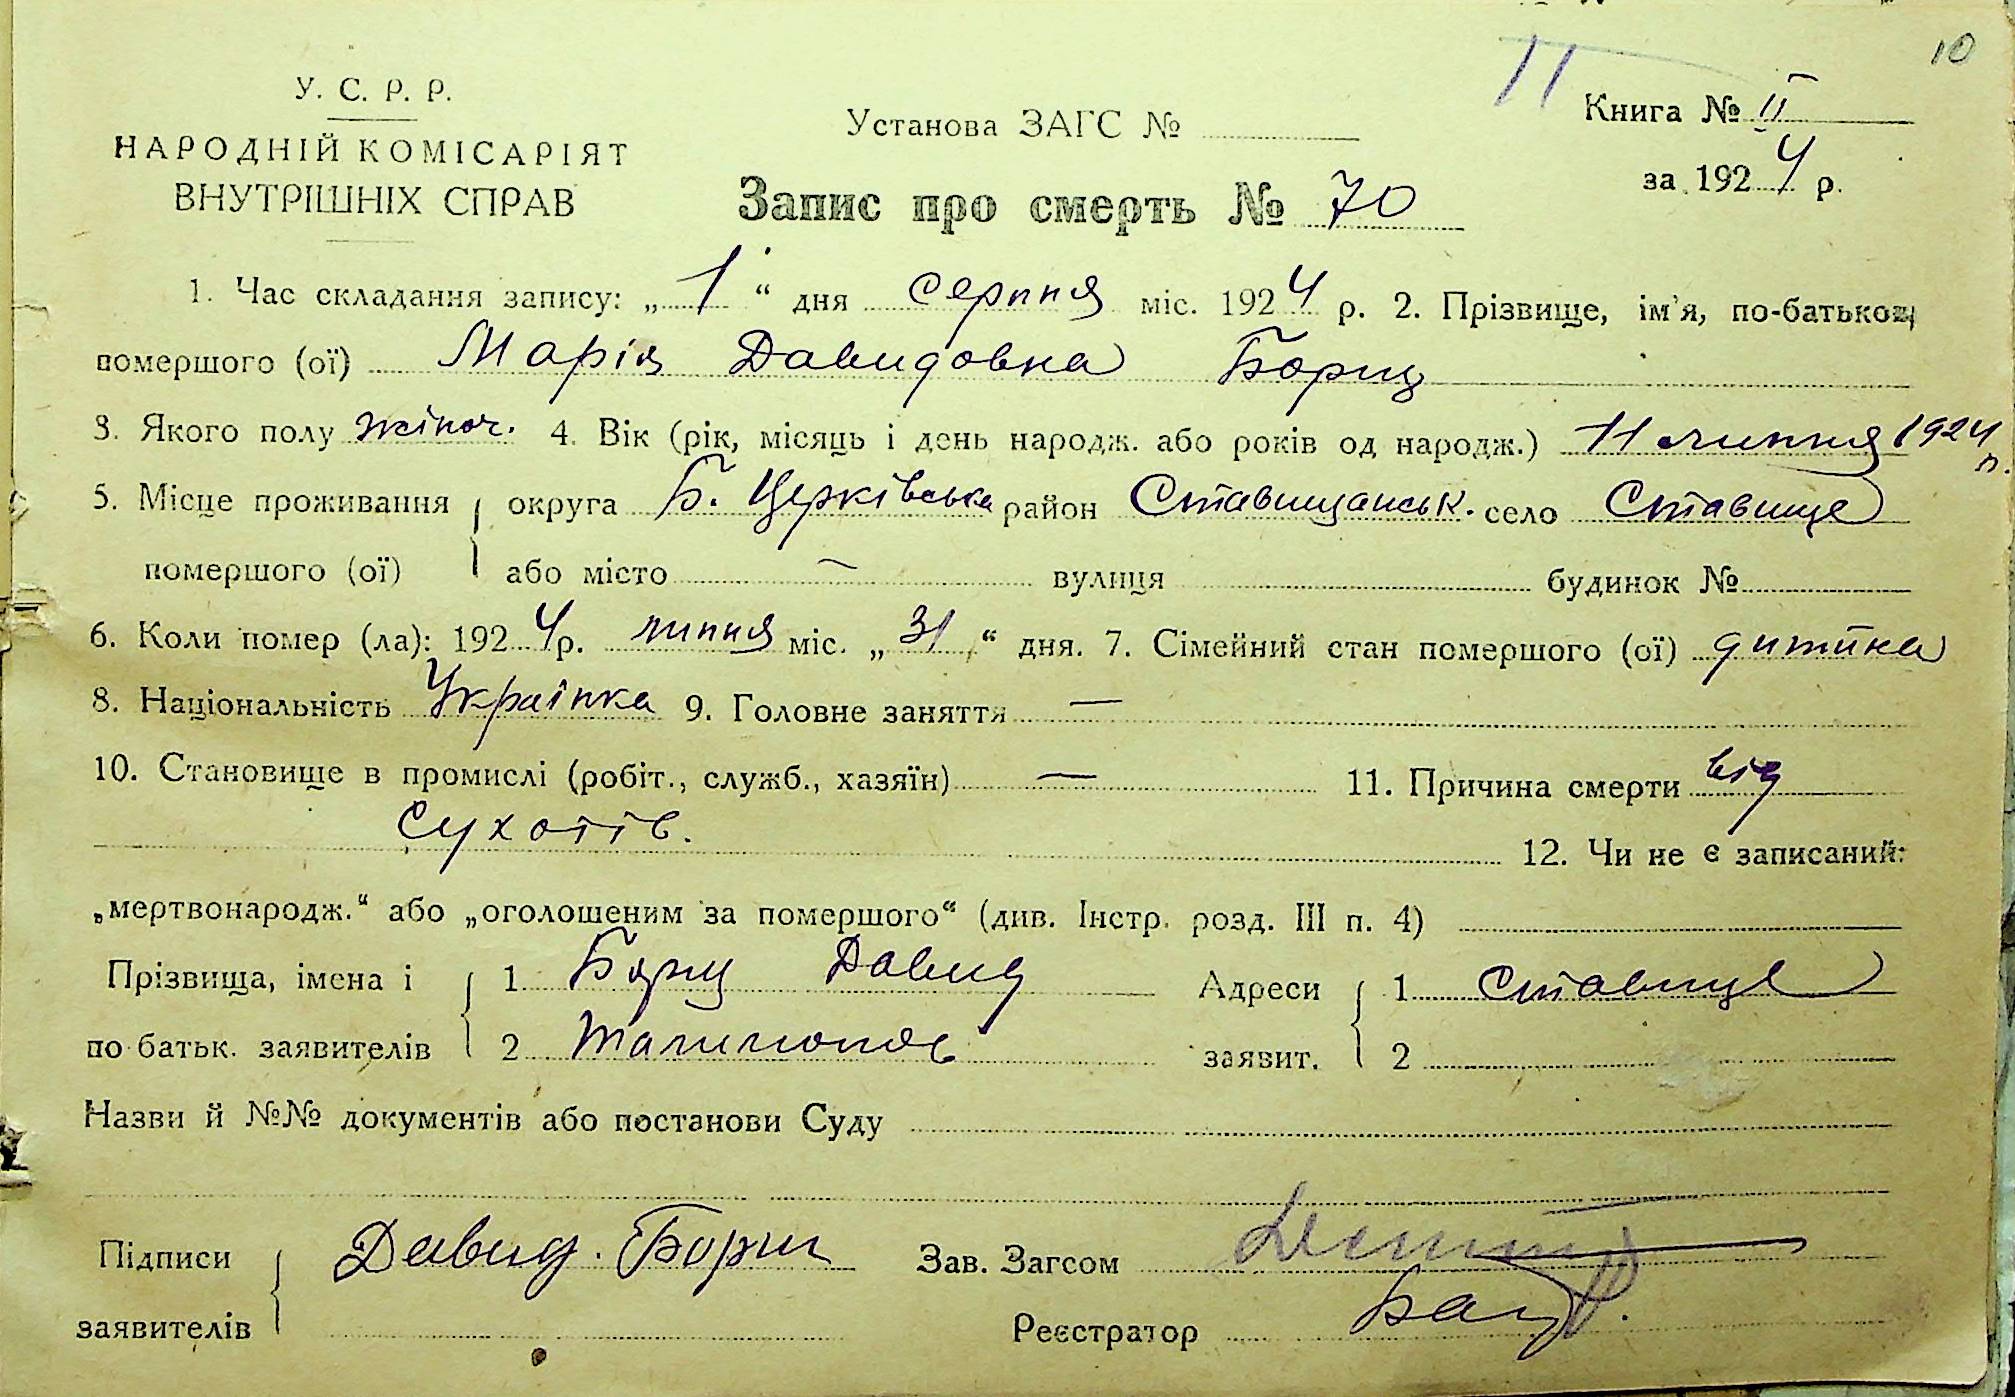 10
II
У. С. Р. Р.
НАРОДНІЙ КОМІСАРІЯТ
ВНУТРІШНІХ СПРАВ
Установа ЗАГС №
Книга № II
за 1924 р.
Запис про смерть № 70
1. Час складання запису: „1“ дня серпня міс. 1924 р. 2. Прізвище, ім'я, по-батькові
помершого (ої) Марія Давидовна Борщ
3. Якого полу жіноч. 4. Вік (рік, місяць і день народж. або років од народж.) 11 липня 1924 р.
5. Місце проживання округа Б. Церківська район Ставищанськ. село Ставище
помершого (ої) або місто — вулиця будинок №
6. Коли помер (ла): 1924 р. липня міс. „31“ дня. 7. Сімейний стан помершого (ої) дитина
8. Національність Українка 9. Головне заняття —
10. Становище в промислі (робіт., служб., хазяїн) — 11. Причина смерти від
сухотів. 12. Чи не є записаний:
„мертвонародж.“ або „оголошеним за помершого“ (див. Інстр. розд. III п. 4)
Прізвища, імена і 1 Борщ Давид Адреси 1 Ставище
по батьк. заявителів 2 заявит. 2
Назви й №№ документів або постанови Суду
Підписи Давид Борщ Зав. Загсом
заявителів Реєстратор